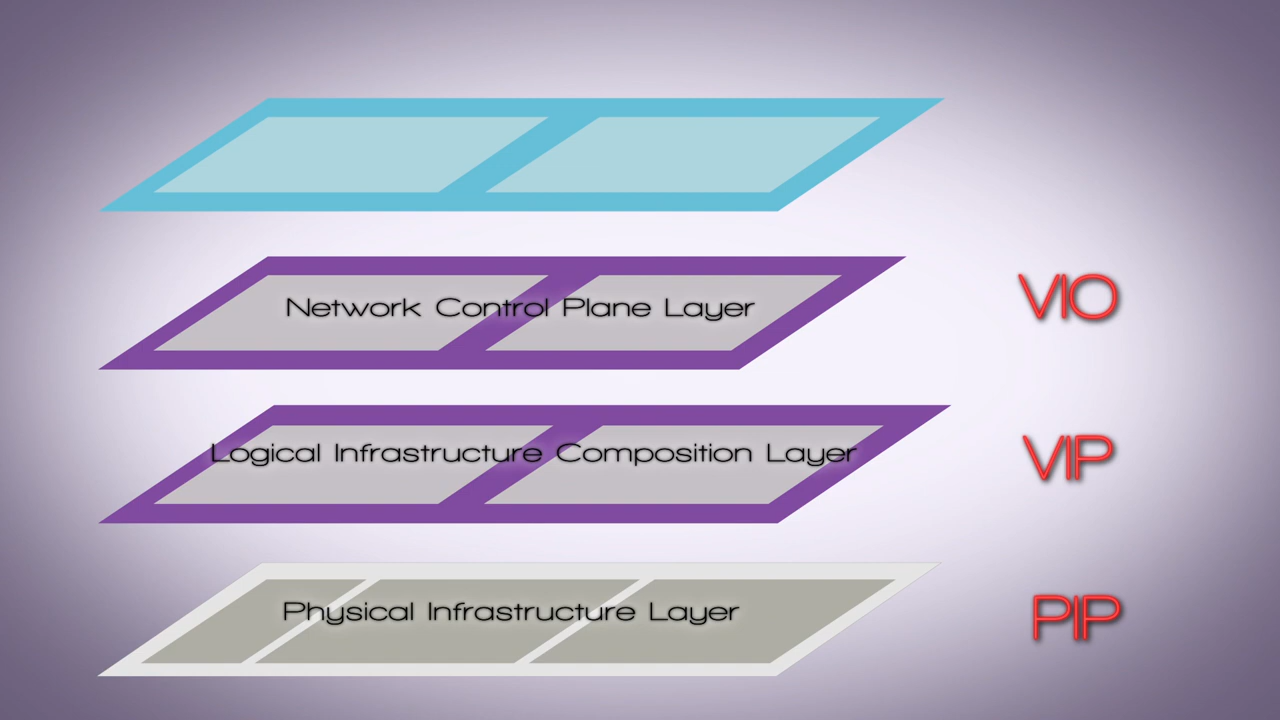 Network Control Plane Layer
VIO
Logical Infrastructure Composition Layer
VIP
Physical Infrastructure Layer
PIP